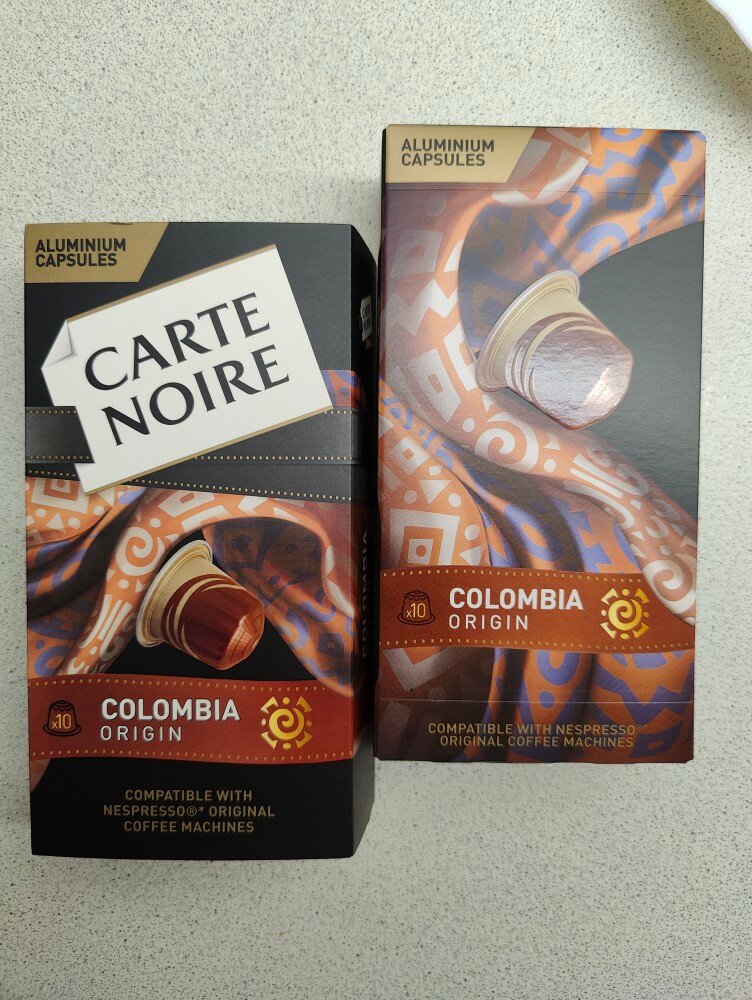 ALUMINIUM
CAPSULES
CARTE
NOIRE
x10
COLOMBIA
ORIGIN
COMPATIBLE WITH
NESPRESSO®* ORIGINAL
COFFEE MACHINES
COLOMBIA
ALUMINIUM
CAPSULES
x10
COLOMBIA
ORIGIN
COMPATIBLE WITH NESPRESSO®*
ORIGINAL COFFEE MACHINES